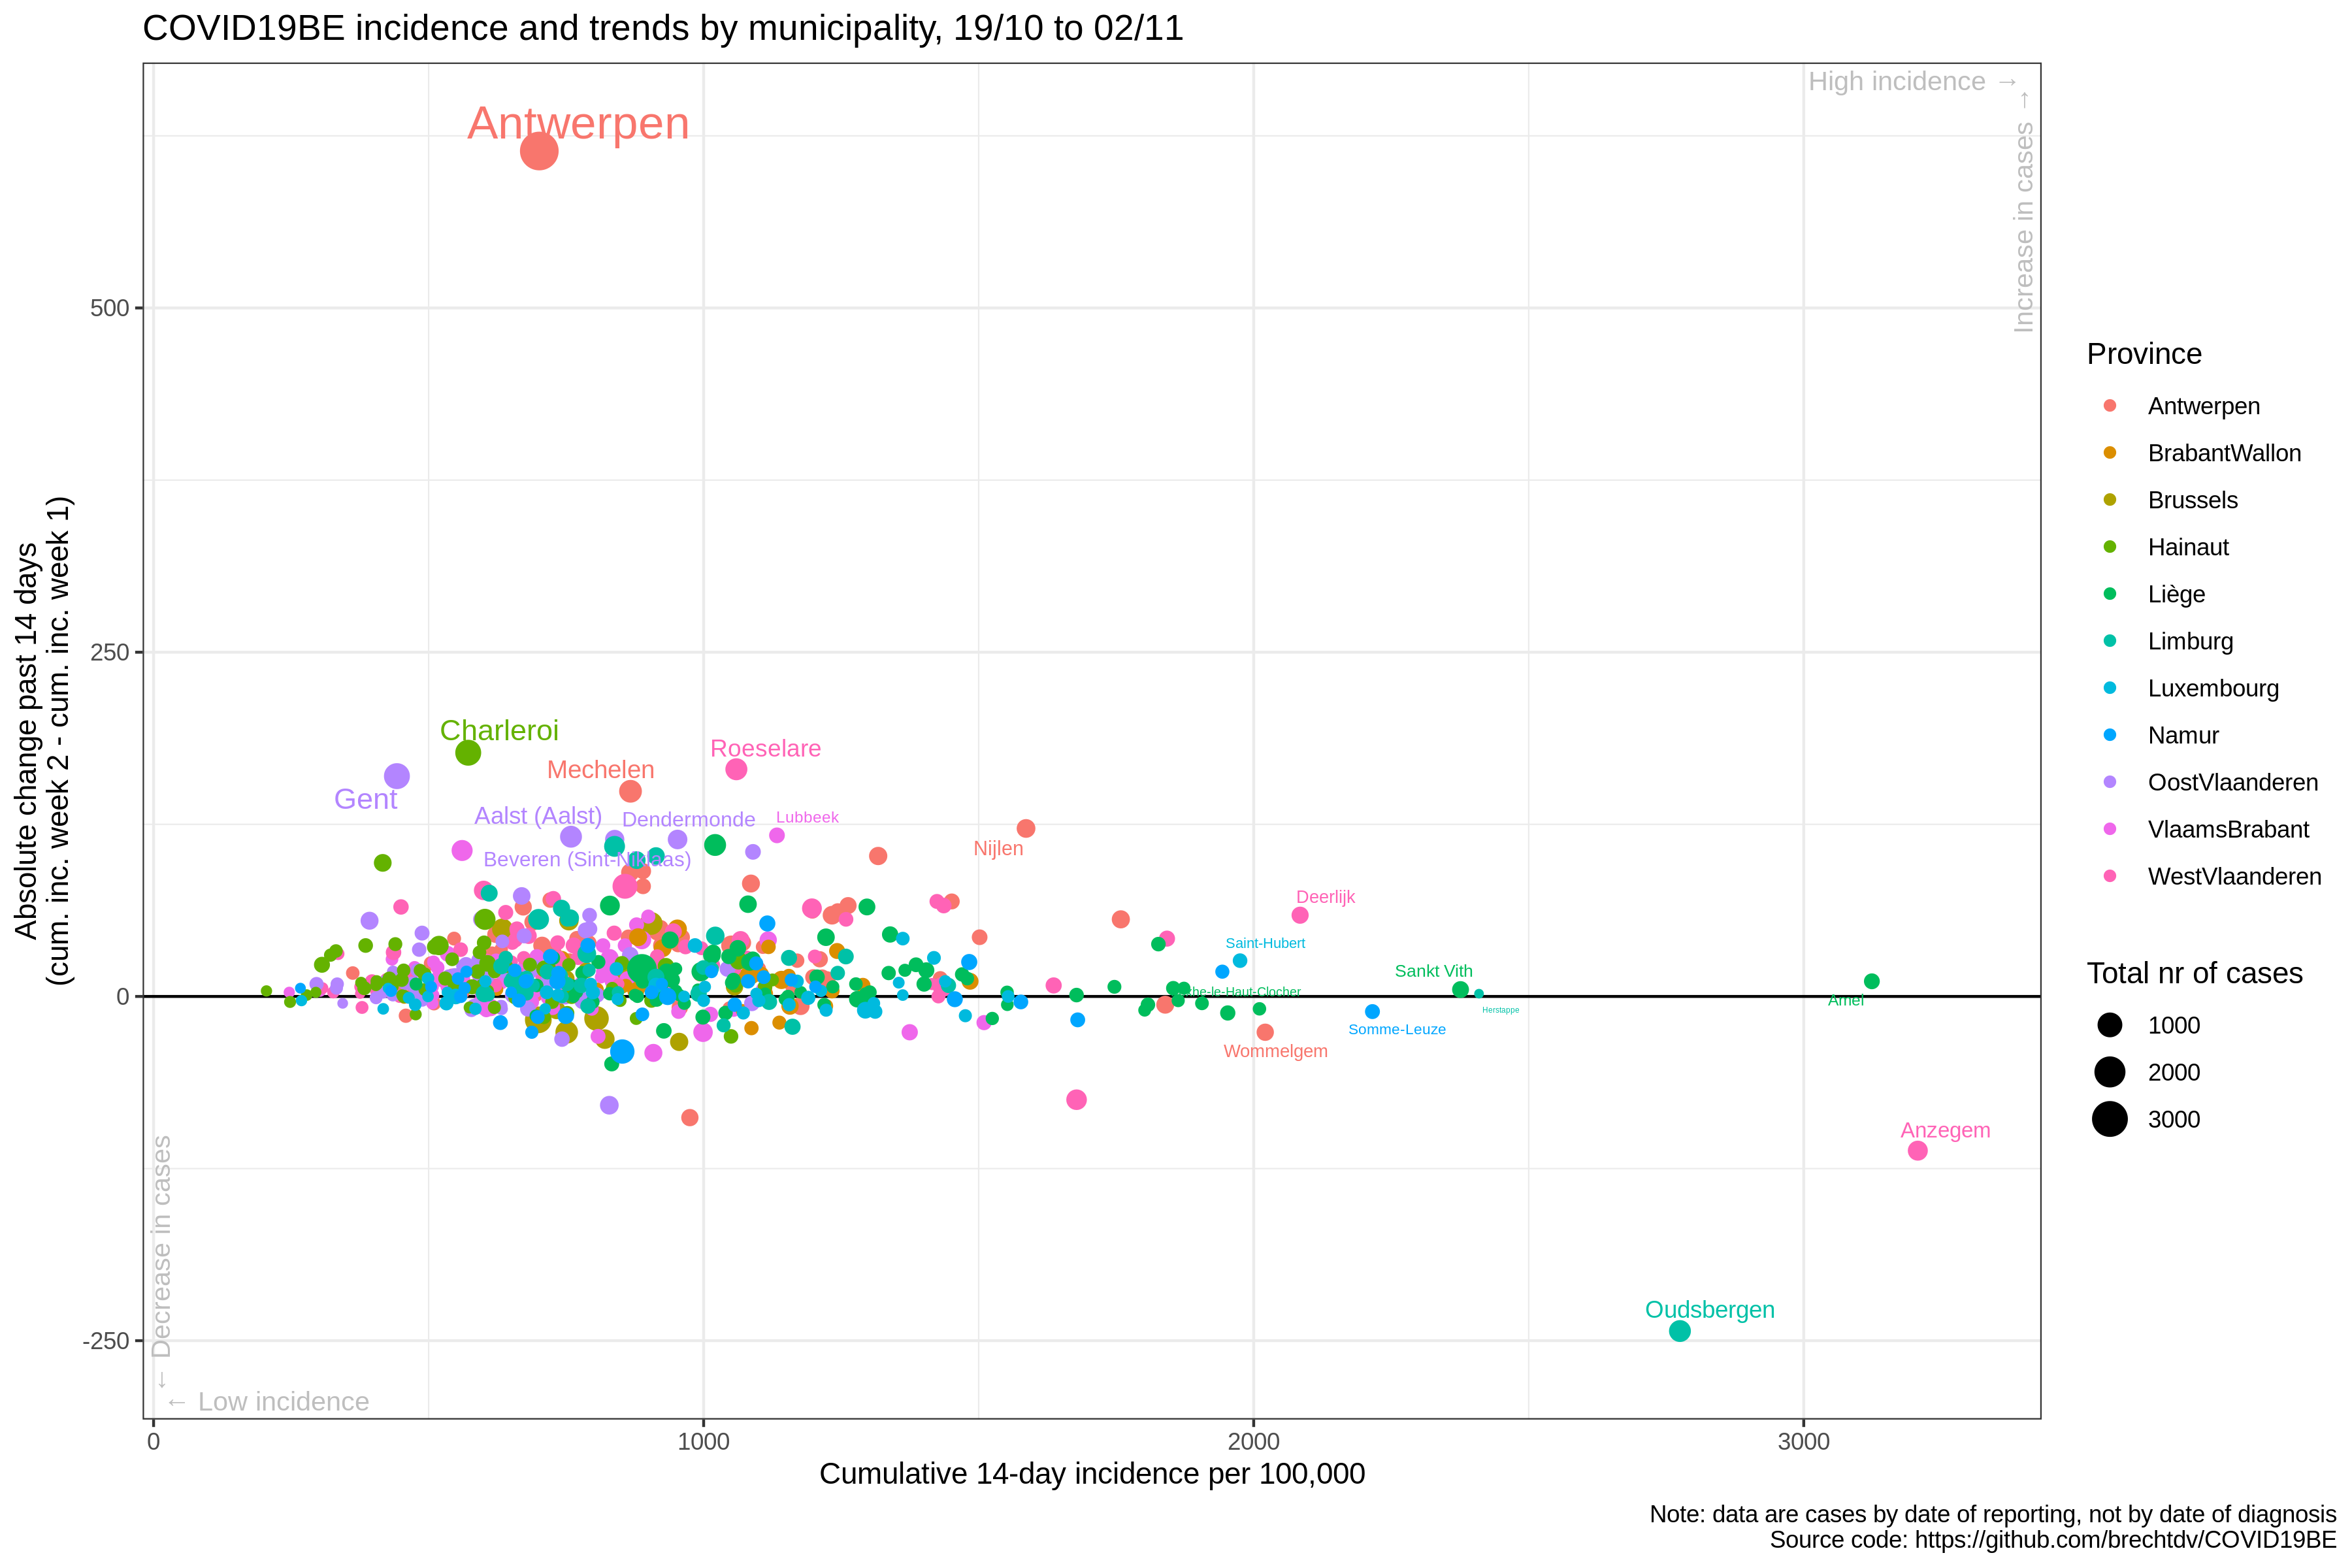 COVID19BE incidence and trends by municipality, 19/10 to 02/11
High incidence →
Increase in cases →
Antwerpen
500
250
0
-250
Absolute change past 14 days
(cum. inc. week 2 - cum. inc. week 1)
Charleroi
Roeselare
Mechelen
Gent
Aalst (Aalst)
Dendermonde
Lubbeek
Nijlen
Beveren (Sint-Niklaas)
Deerlijk
Saint-Hubert
Sankt Vith
Amel
Herstappe
Somme-Leuze
Wommelgem
Anzegem
Oudsbergen
← Decrease in cases
← Low incidence
0
1000
2000
3000
Cumulative 14-day incidence per 100,000
Province
Antwerpen
BrabantWallon
Brussels
Hainaut
Liège
Limburg
Luxembourg
Namur
OostVlaanderen
VlaamsBrabant
WestVlaanderen
Total nr of cases
1000
2000
3000
Note: data are cases by date of reporting, not by date of diagnosis
Source code: https://github.com/brechtdv/COVID19BE